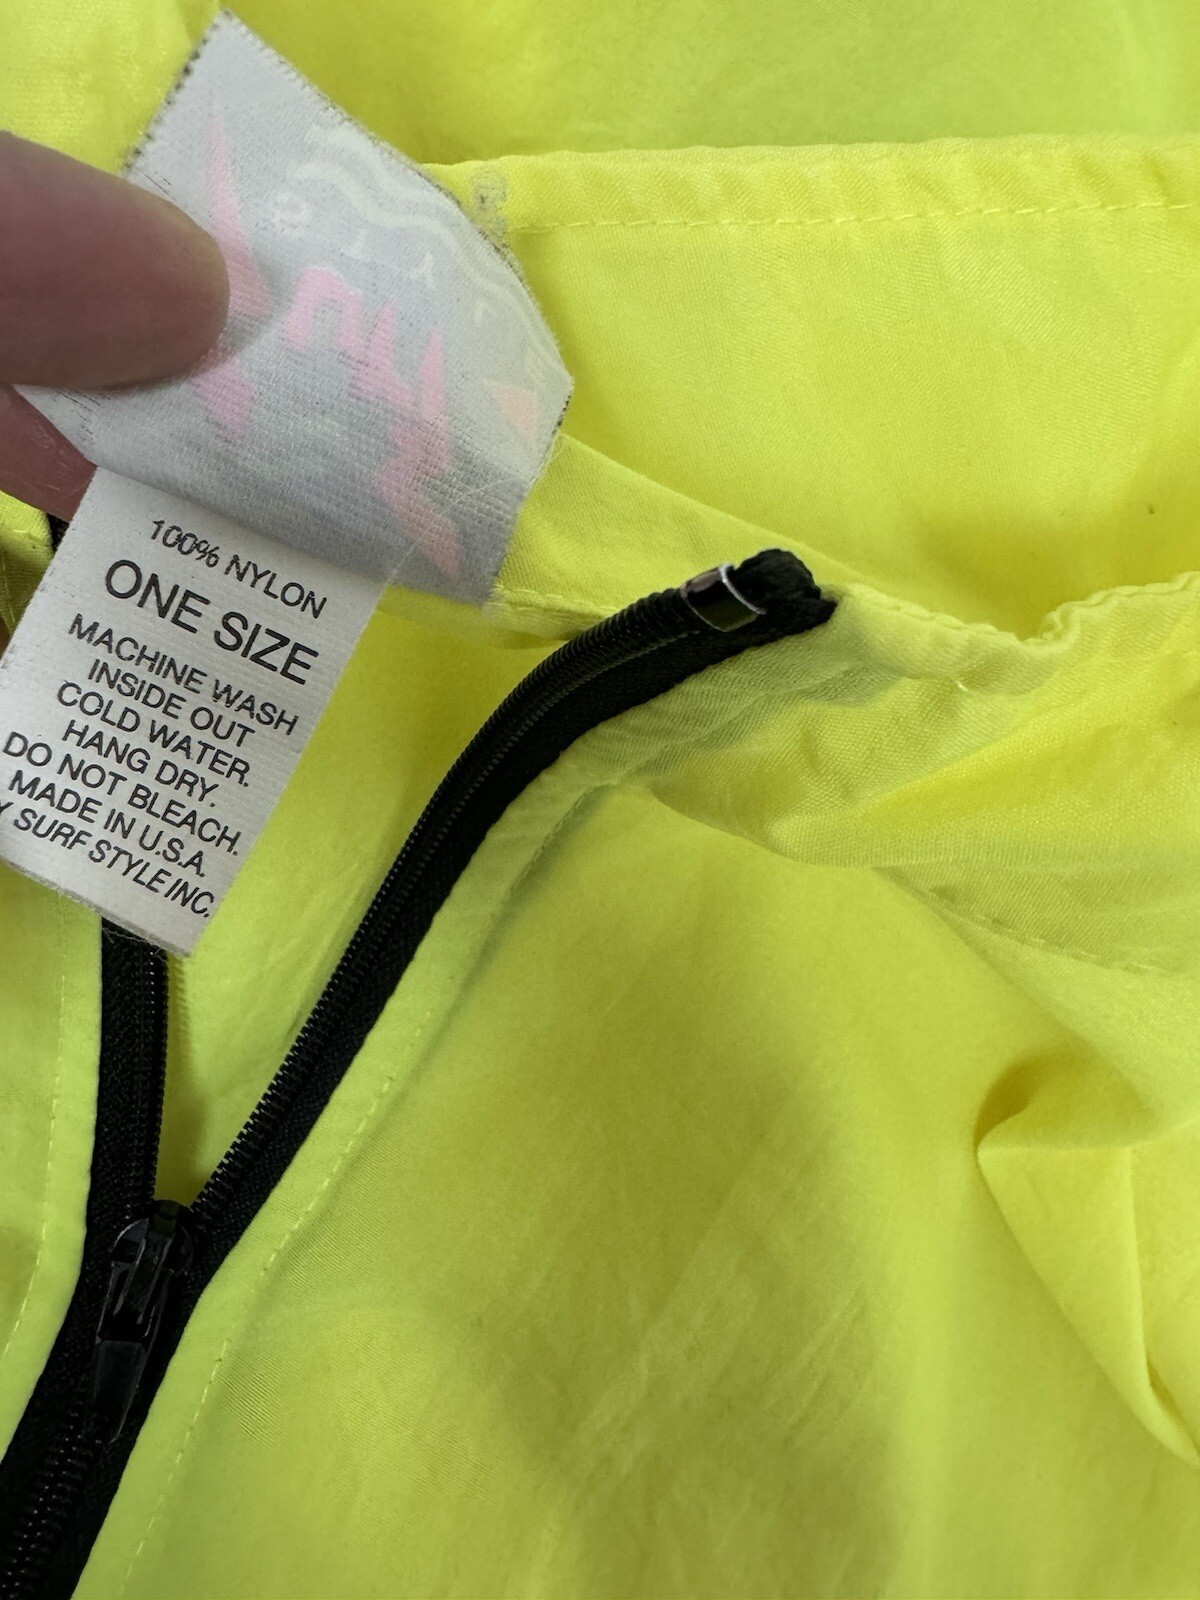 100% NYLON
ONE SIZE
MACHINE WASH
INSIDE OUT
COLD WATER.
HANG DRY.
DO NOT BLEACH.
MADE IN U.S.A.
Y SURF STYLE INC.